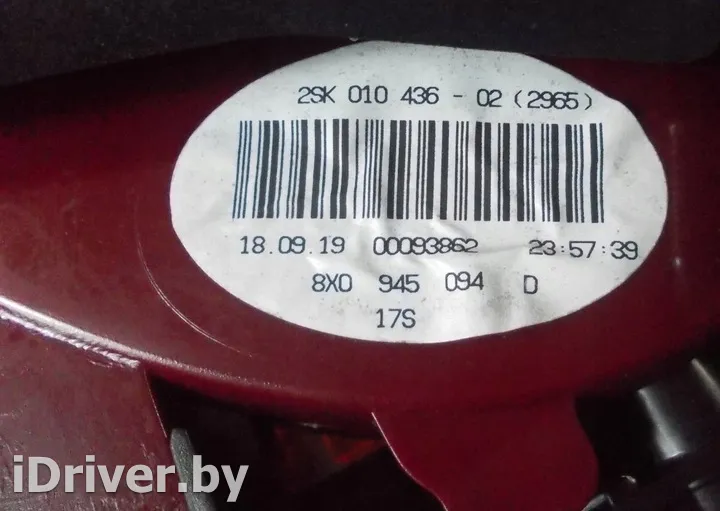 2SK 010 436 - 02 (2965)
18.09.19 00093862 23:57:39
8X0 945 094 D
17S
iDriver.by